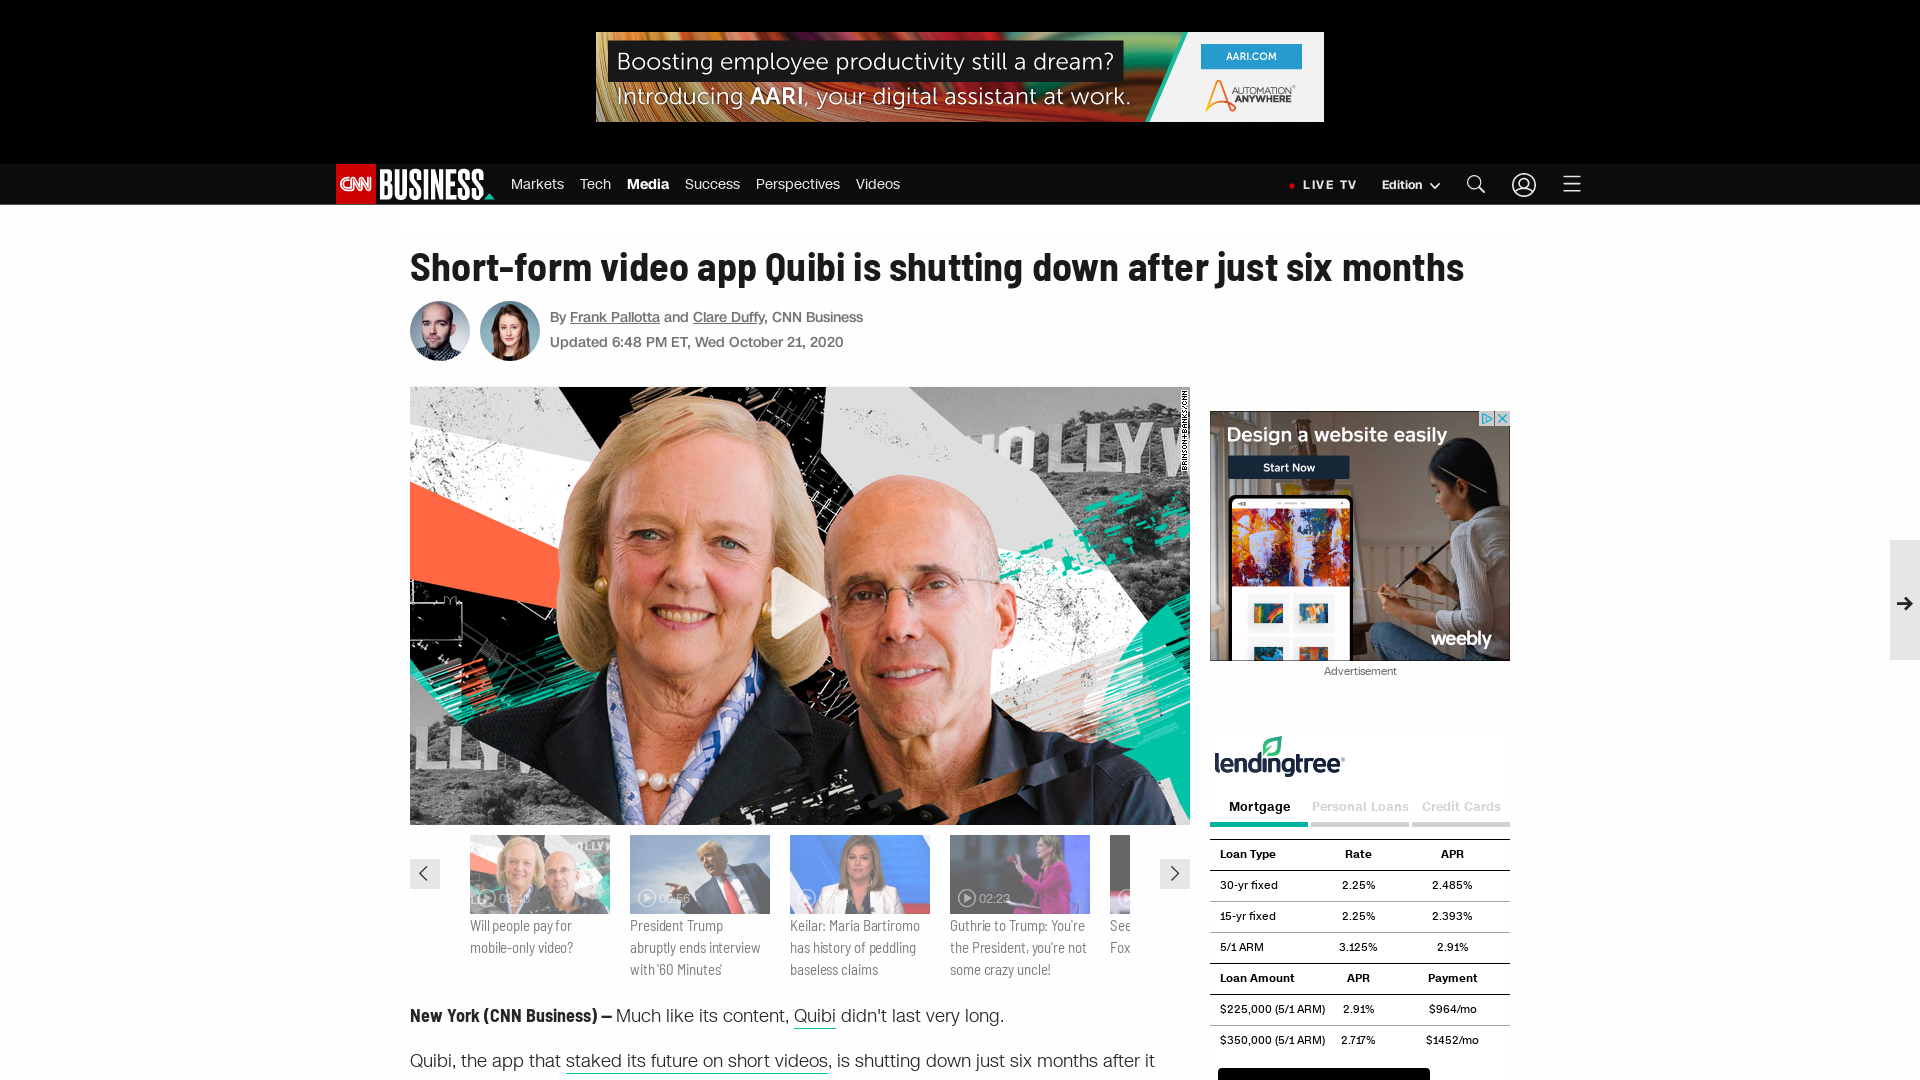 Boosting employee productivity still a dream?
Introducing AARI, your digital assistant at work.
AARI.COM
AUTOMATION ANYWHERE
CNN BUSINESS
Markets Tech Media Success Perspectives Videos
LIVE TV Edition
Short-form video app Quibi is shutting down after just six months
By Frank Pallotta and Clare Duffy, CNN Business
Updated 6:48 PM ET, Wed October 21, 2020
HOLLYW
BRINSON+BANKS/CNN
Design a website easily
Start Now
weebly
Advertisement
lendingtree
Mortgage Personal Loans Credit Cards
Loan Type Rate APR
30-yr fixed 2.25% 2.485%
15-yr fixed 2.25% 2.393%
5/1 ARM 3.125% 2.91%
Loan Amount APR Payment
$225,000 (5/1 ARM) 2.91% $964/mo
$350,000 (5/1 ARM) 2.717% $1452/mo
02:23
Will people pay for
mobile-only video?
President Trump
abruptly ends interview
with '60 Minutes'
Keilar: Maria Bartiromo
has history of peddling
baseless claims
Guthrie to Trump: You're
the President, you're not
some crazy uncle!
See
Fox
New York (CNN Business) — Much like its content, Quibi didn't last very long.
Quibi, the app that staked its future on short videos, is shutting down just six months after it